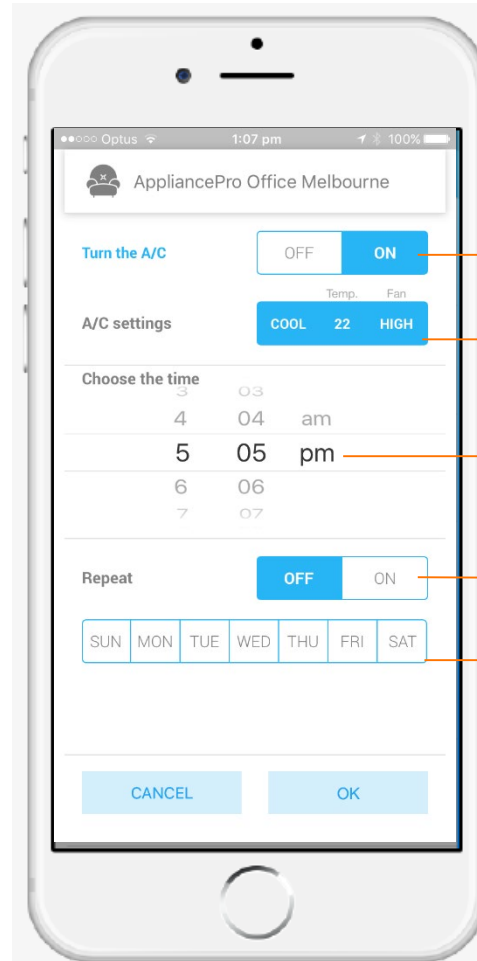 Optus 1:07 pm 100%
AppliancePro Office Melbourne
Turn the A/C OFF ON
Temp. Fan
A/C settings COOL 22 HIGH
Choose the time
3 03
4 04 am
5 05 pm
6 06
7 07
Repeat OFF ON
SUN MON TUE WED THU FRI SAT
CANCEL OK